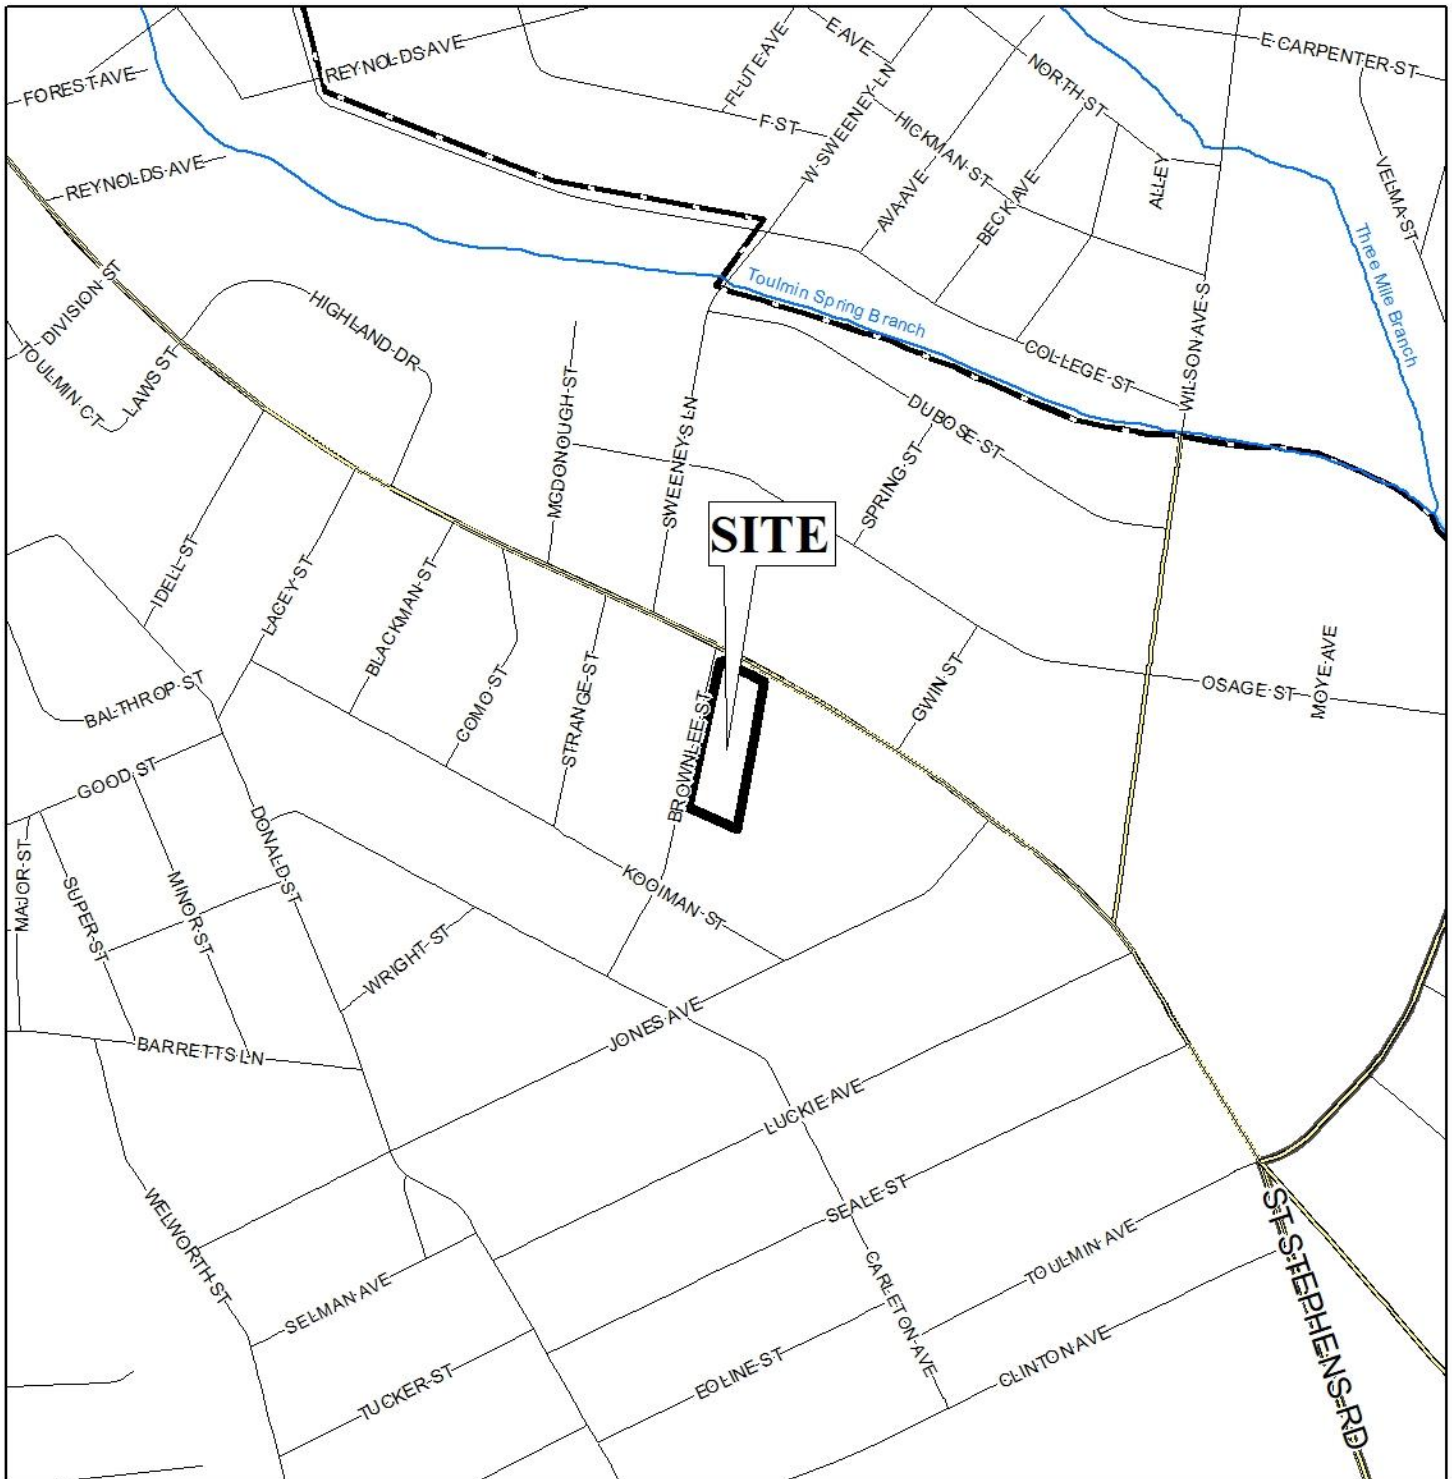 FOREST AVE
REYNOLDS AVE
FLUTE AVE
E AVE
E CARPENTER ST
NORTH ST
F ST
W SWEENEY LN
HICKMAN ST
REYNOLDS AVE
AVA AVE
BECK AVE
ALLEY
VELMA ST
DIVISION ST
TOULMIN CT
LAWS ST
HIGHLAND DR
Toulmin Spring Branch
Three Mile Branch
COLLEGE ST
WILSON AVE S
MCDONOUGH ST
SWEENEYS LN
DUBOSE ST
SPRING ST
SITE
IDELL ST
LACEY ST
BLACKMAN ST
COMO ST
STRANGE ST
BROWNLEE ST
GWIN ST
OSAGE ST
MOYE AVE
BALTHROP ST
GOOD ST
MAJOR ST
SUPER ST
MINOR ST
DONALD ST
KOOIMAN ST
WRIGHT ST
BARRETTS LN
JONES AVE
LUCKIE AVE
WELWORTH ST
SEALE ST
SELMAN AVE
CARLETON AVE
TOULMIN AVE
ST STEPHENS RD
TUCKER ST
EOLINE ST
CLINTON AVE